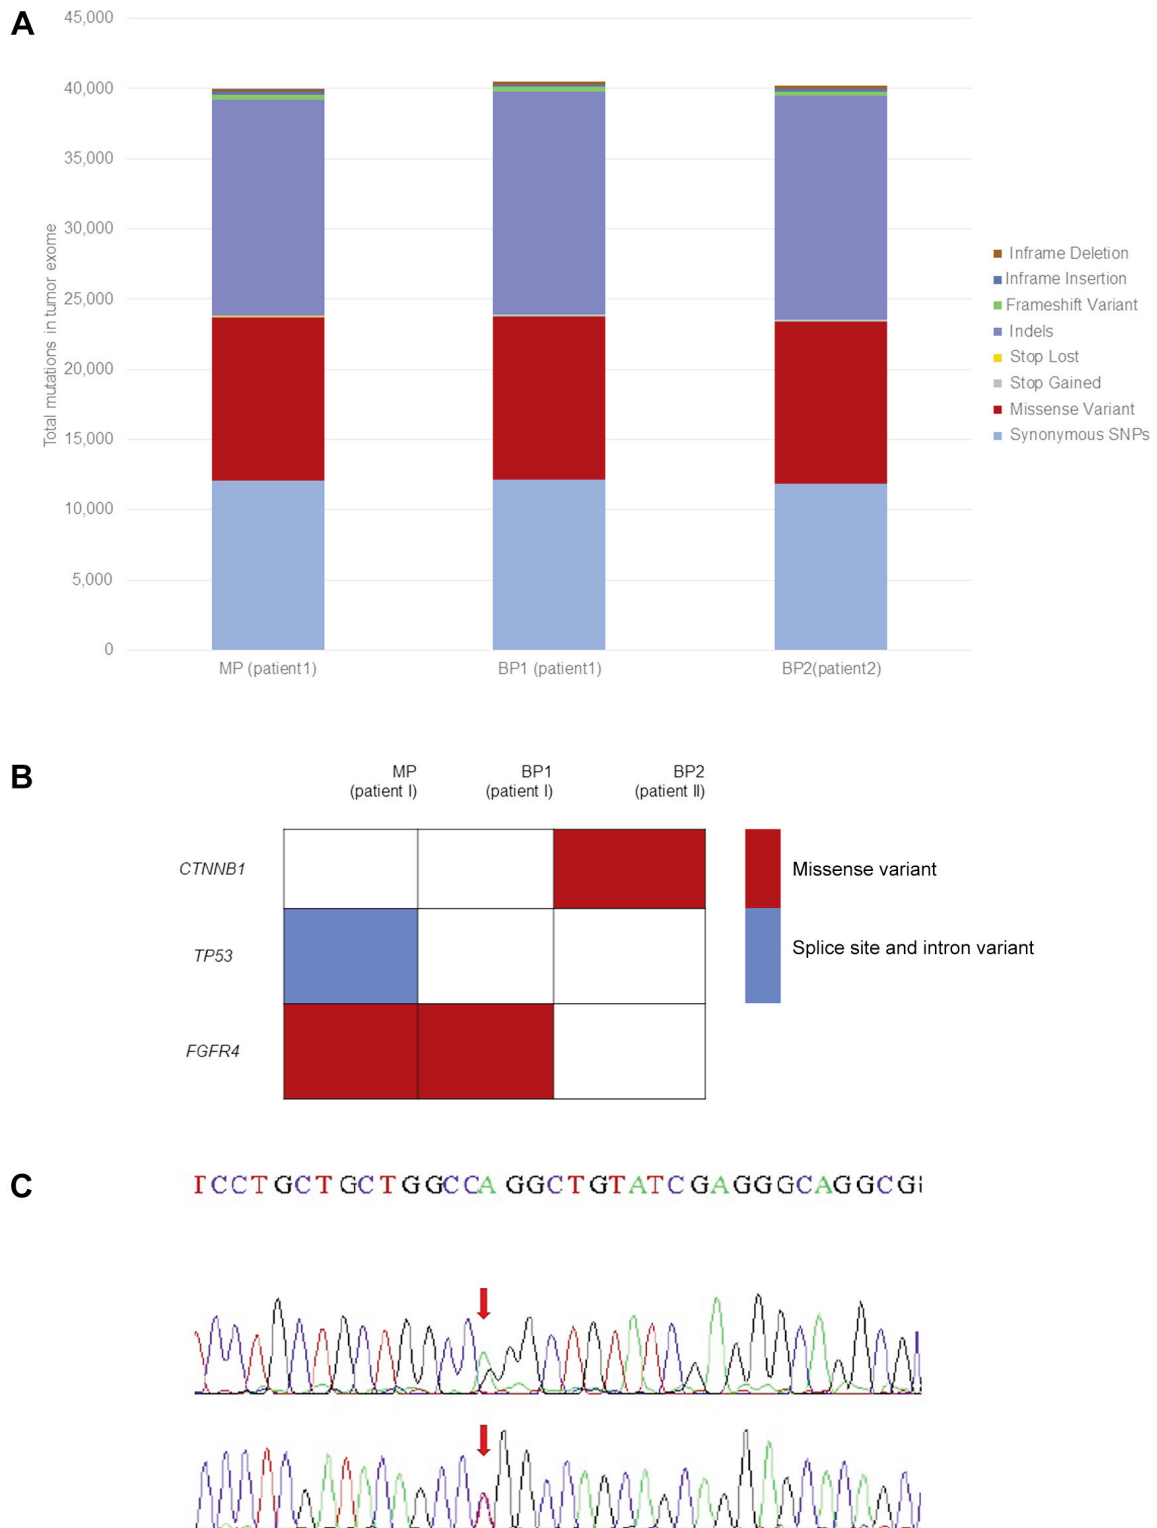 A
45,000
40,000
35,000
30,000
25,000
20,000
15,000
10,000
5,000
0
Total mutations in tumor exome
MP (patient1)
BP1 (patient1)
BP2(patient2)
Inframe Deletion
Inframe Insertion
Frameshift Variant
Indels
Stop Lost
Stop Gained
Missense Variant
Synonymous SNPs
B
MP
(patient I)
BP1
(patient I)
BP2
(patient II)
CTNNB1
TP53
FGFR4
Missense variant
Splice site and intron variant
C
TCCTGCTGCTGGCCAGGCTGTATCGAGGGCAGGCG